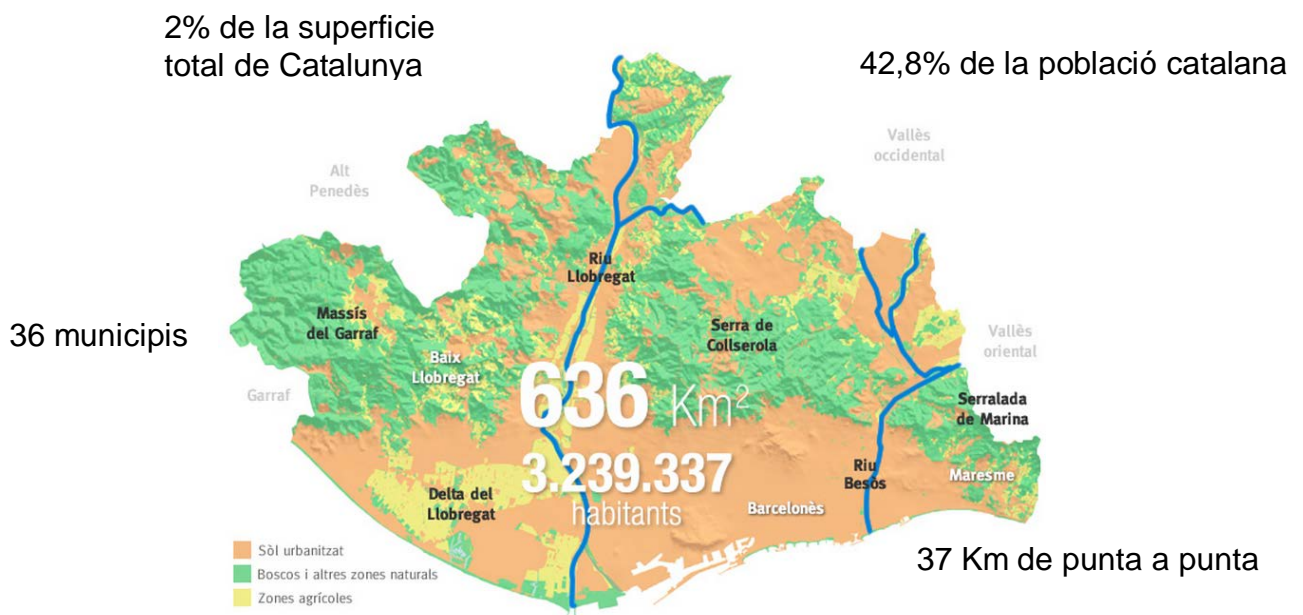 2% de la superficie
total de Catalunya
42,8% de la població catalana
Vallès
occidental
Alt
Penedès
Riu
Llobregat
Massís
del Garraf
Serra de
Collserola
36 municipis
Vallès
oriental
Baix
Llobregat
Garraf
636 Km²
Serralada
de Marina
3.239.337
habitants
Riu
Besòs
Maresme
Delta del
Llobregat
Barcelonès
Sòl urbanitzat
Boscos i altres zones naturals
Zones agrícoles
37 Km de punta a punta